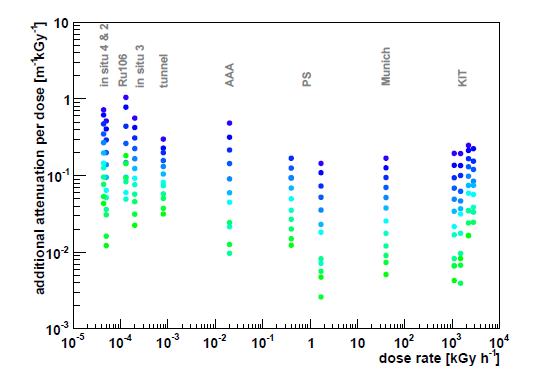 additional attenuation per dose [m⁻¹kGy⁻¹]
10
1
10⁻¹
10⁻²
10⁻³
in situ 4 & 2
Ru106
in situ 3
tunnel
AAA
PS
Munich
KIT
10⁻⁵ 10⁻⁴ 10⁻³ 10⁻² 10⁻¹ 1 10 10² 10³ 10⁴
dose rate [kGy h⁻¹]